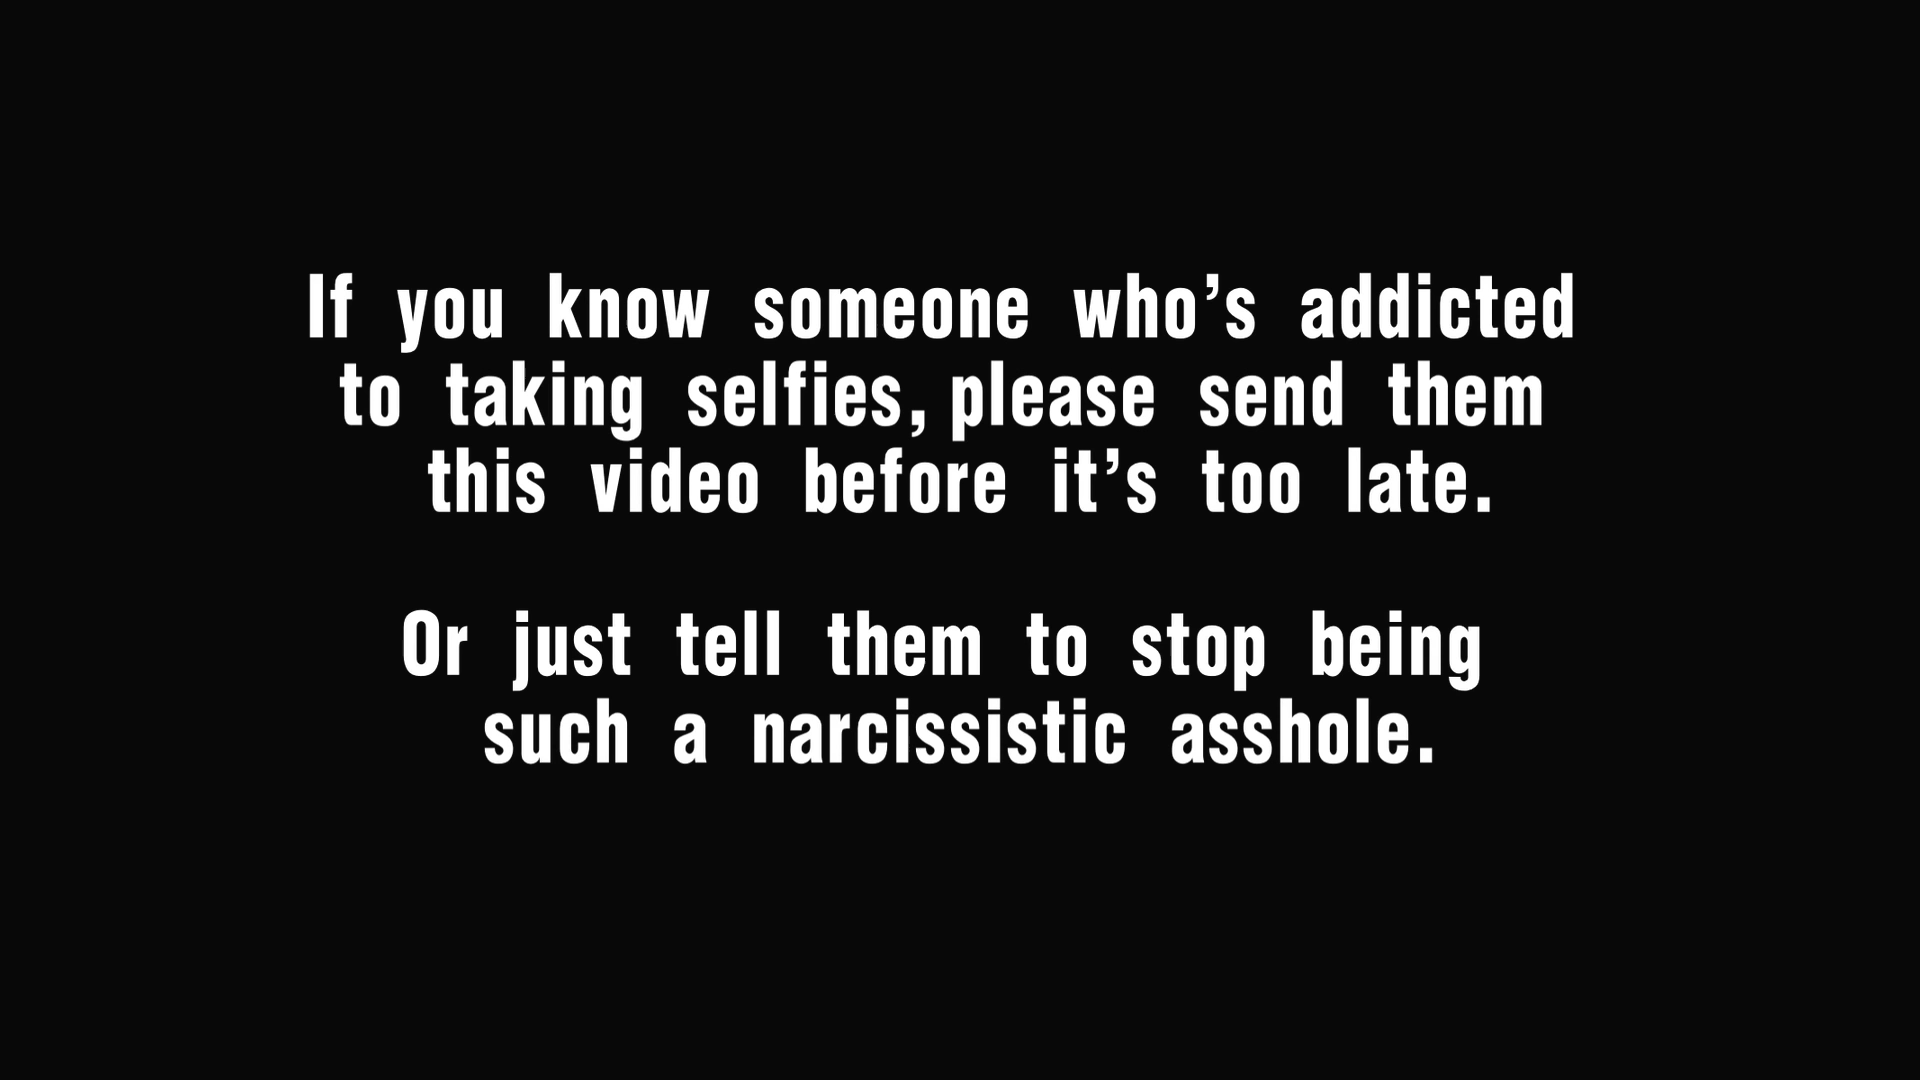 If you know someone who’s addicted
to taking selfies, please send them
this video before it’s too late.
Or just tell them to stop being
such a narcissistic asshole.